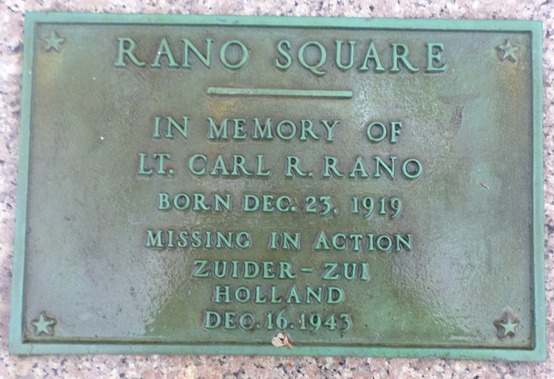 RANO SQUARE
IN MEMORY OF
LT. CARL R. RANO
BORN DEC. 23, 1919
MISSING IN ACTION
ZUIDER-ZUI
HOLLAND
DEC. 16. 1943